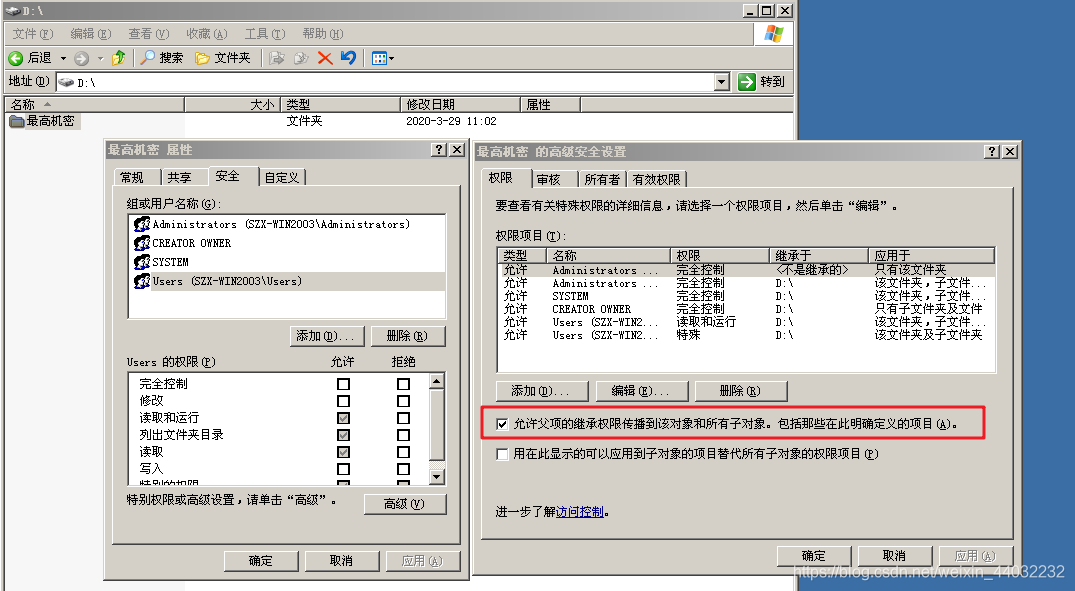 D:\
文件(F) 编辑(E) 查看(V) 收藏(A) 工具(T) 帮助(H)
后退 搜索 文件夹
地址(D) D:\ 转到
名称 大小 类型 修改日期 属性
最高机密 文件夹 2020-3-29 11:02
最高机密 属性
常规 共享 安全 自定义
组或用户名称(G):
Administrators (SZX-WIN2003\Administrators)
CREATOR OWNER
SYSTEM
Users (SZX-WIN2003\Users)
添加(D)... 删除(R)
Users 的权限(P) 允许 拒绝
完全控制
修改
读取和运行
列出文件夹目录
读取
写入
特别的权限
特别权限或高级设置，请单击“高级”。 高级(V)
确定 取消 应用(A)
最高机密 的高级安全设置
权限 审核 所有者 有效权限
要查看有关特殊权限的详细信息，请选择一个权限项目，然后单击“编辑”。
权限项目(T):
类型 名称 权限 继承于 应用于
允许 Administrators ... 完全控制 <不是继承的> 只有该文件夹
允许 Administrators ... 完全控制 D:\ 该文件夹，子文件...
允许 SYSTEM 完全控制 D:\ 该文件夹，子文件...
允许 CREATOR OWNER 完全控制 D:\ 只有子文件夹及文件
允许 Users (SZX-WIN2... 读取和运行 D:\ 该文件夹，子文件...
允许 Users (SZX-WIN2... 特殊 D:\ 该文件夹及子文件夹
添加(D)... 编辑(E)... 删除(R)
允许父项的继承权限传播到该对象和所有子对象。包括那些在此明确定义的项目(A)。
用在此显示的可以应用到子对象的项目替代所有子对象的权限项目(P)
进一步了解访问控制。
确定 取消 应用(A)
https://blog.csdn.net/weixin_44032232